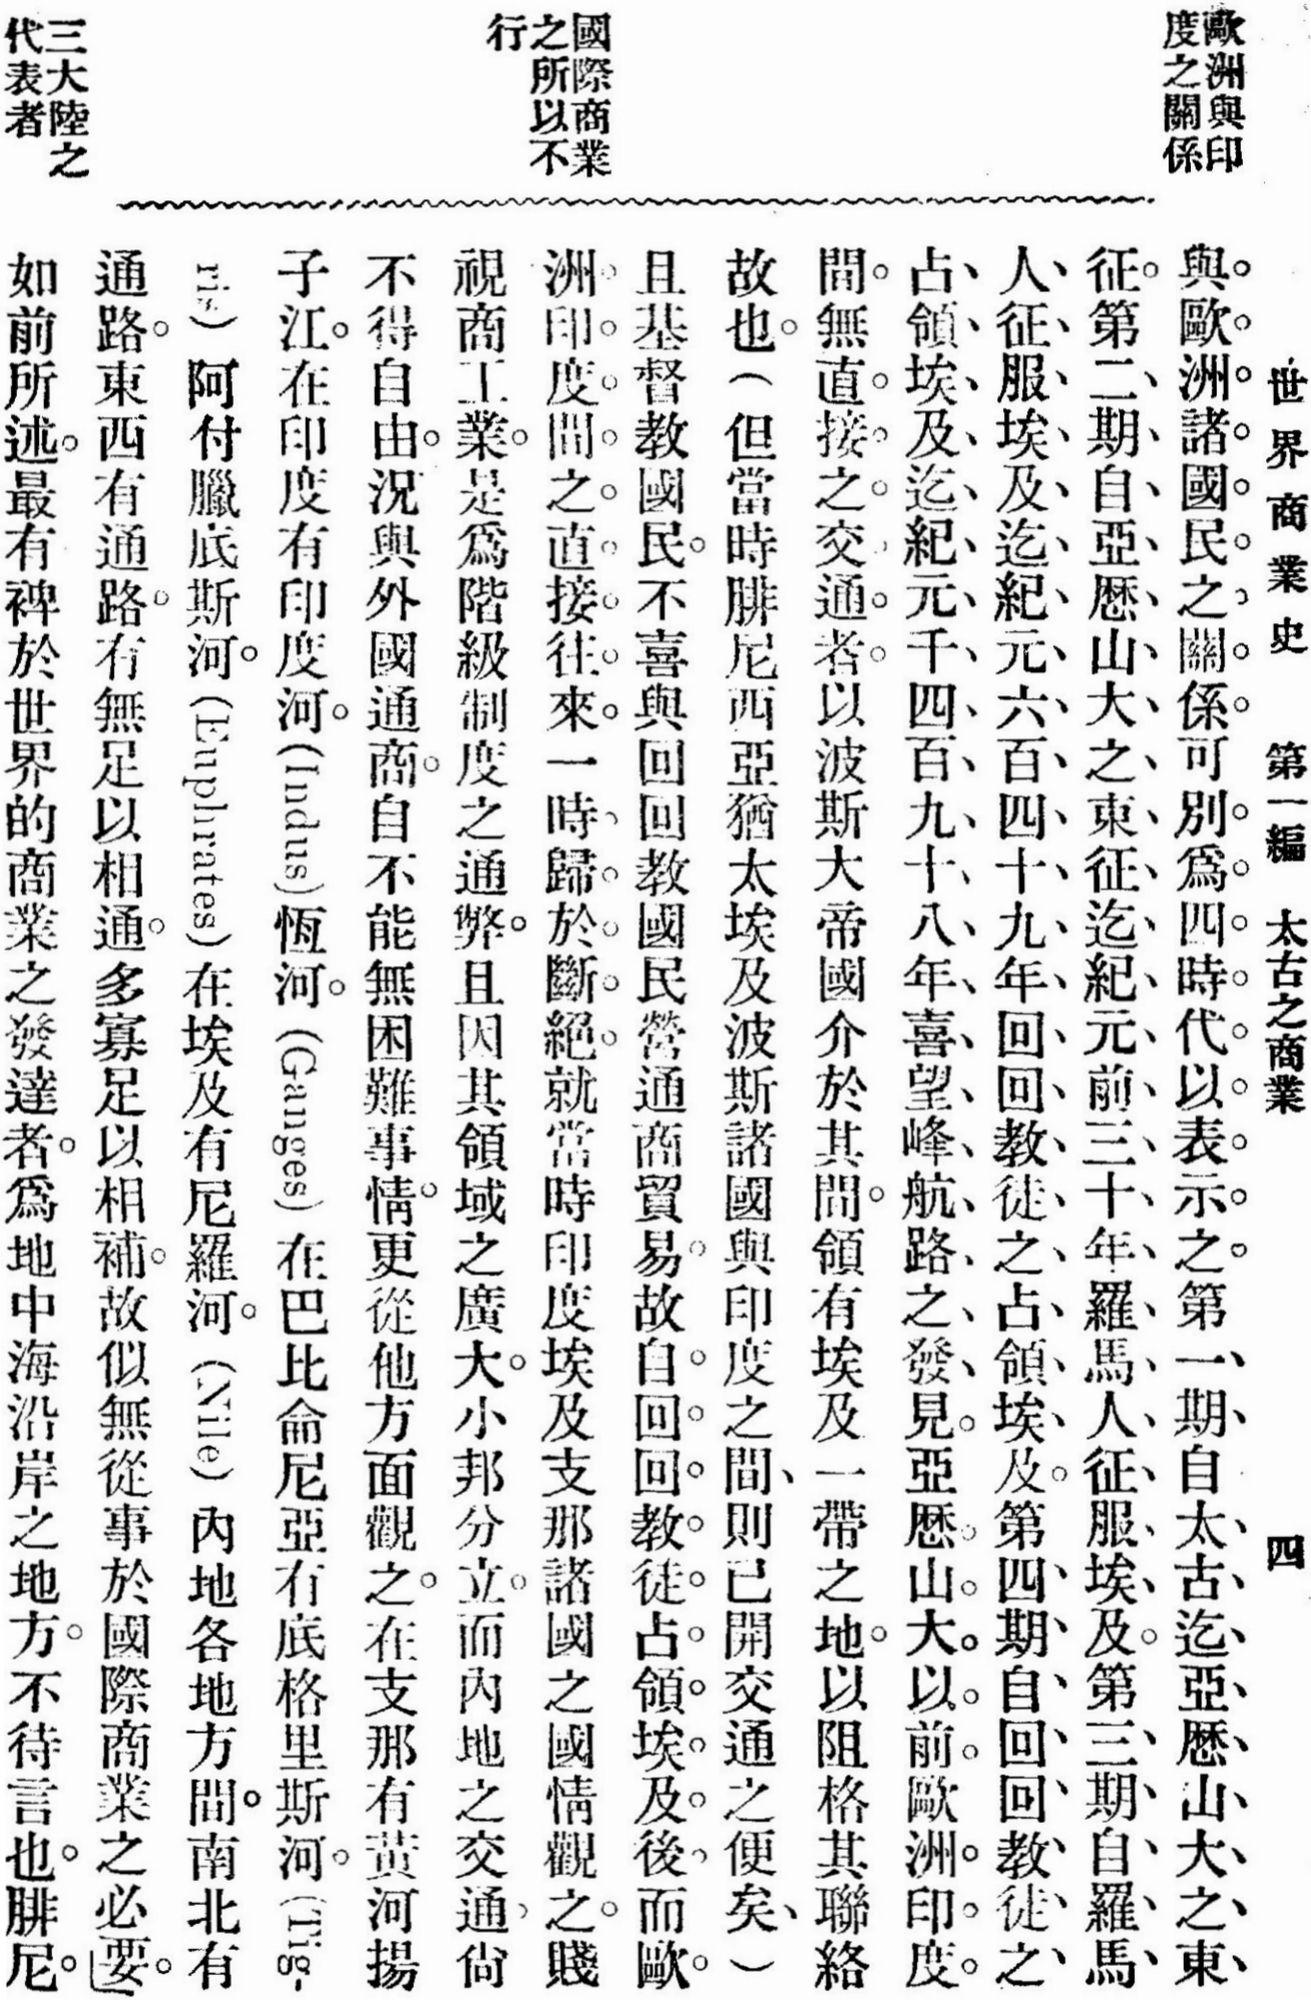 世界商業史　第一編　太古之商業　四
歐洲與印
度之關係
國際商業
之所以不
行
三大陸之
代表者
與歐洲諸國民之關係可別爲四時代以表示之第一期自太古迄亞歷山大之東
征第二期自亞歷山大之東征迄紀元前三十年羅馬人征服埃及第三期自羅馬
人征服埃及迄紀元六百四十九年回回教徒之占領埃及第四期自回回教徒之
占領埃及迄紀元千四百九十八年喜望峰航路之發見亞歷山大以前歐洲印度
間無直接之交通者以波斯大帝國介於其間領有埃及一帶之地以阻格其聯絡
故也（但當時腓尼西亞猶太埃及波斯諸國與印度之間則已開交通之便矣）
且基督教國民不喜與回回教國民營通商貿易故自回回教徒占領埃及後而歐
洲印度間之直接往來一時歸於斷絕就當時印度埃及支那諸國之國情觀之賤
視商工業是爲階級制度之通弊且因其領域之廣大小邦分立而內地之交通尙
不得自由況與外國通商自不能無困難事情更從他方面觀之在支那有黃河揚
子江在印度有印度河(Indus)恆河(Ganges)在巴比侖尼亞有底格里斯河(Tig-
ris)阿付臘底斯河(Euphrates)在埃及有尼羅河(Nile)內地各地方間南北有
通路東西有通路有無足以相通多寡足以相補故似無從事於國際商業之必要
如前所述最有裨於世界的商業之發達者爲地中海沿岸之地方不待言也腓尼